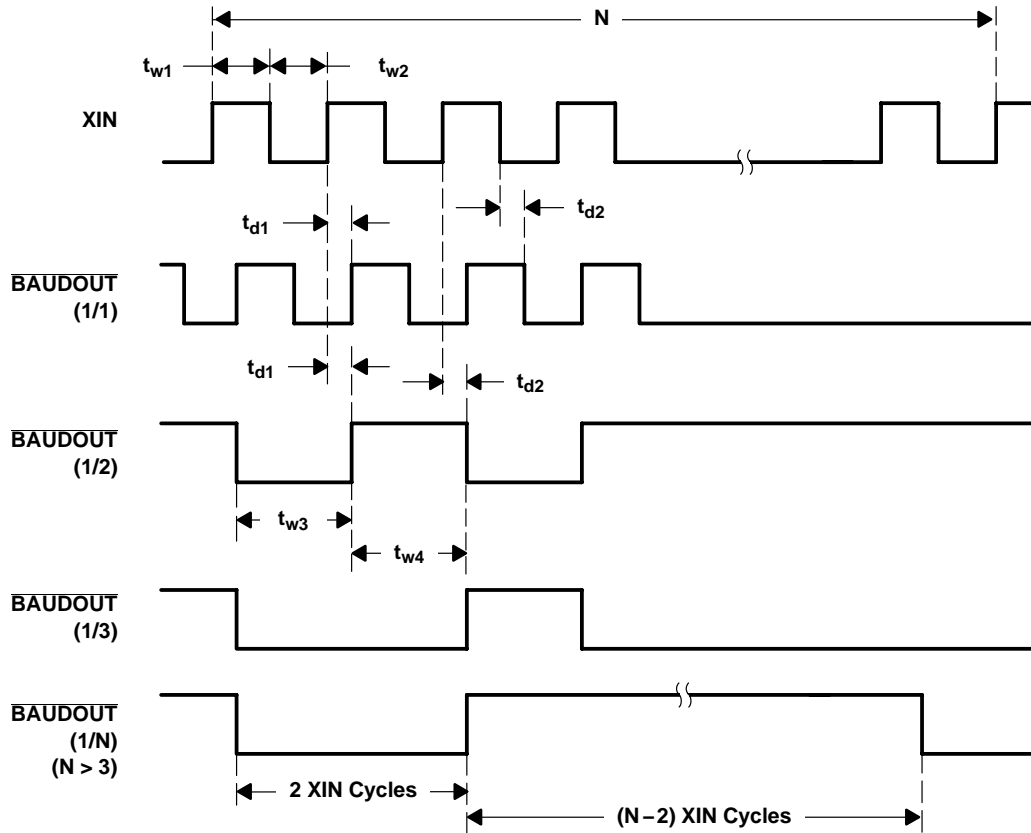 N
tw1
tw2
XIN
td1
td2
BAUDOUT
(1/1)
td1
td2
BAUDOUT
(1/2)
tw3
tw4
BAUDOUT
(1/3)
BAUDOUT
(1/N)
(N > 3)
2 XIN Cycles
(N−2) XIN Cycles